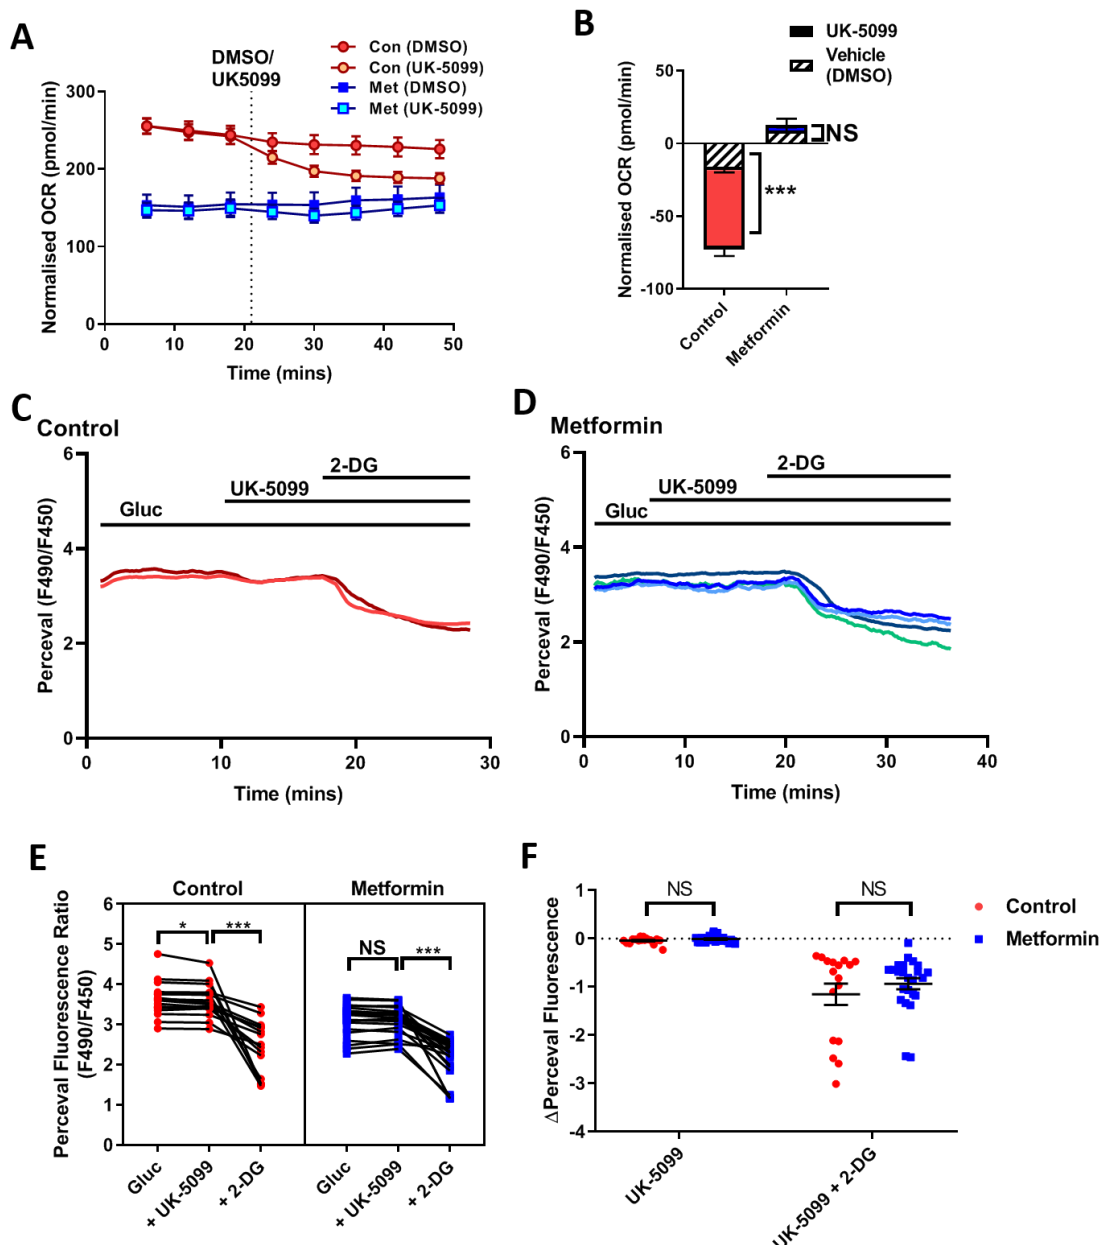 A
DMSO/
UK5099
Con (DMSO)
Con (UK-5099)
Met (DMSO)
Met (UK-5099)
Normalised OCR (pmol/min)
300
200
100
0
0 10 20 30 40 50
Time (mins)
B
UK-5099
Vehicle
(DMSO)
Normalised OCR (pmol/min)
50
0
-50
-100
NS
***
Control
Metformin
C
Control
Perceval (F490/F450)
6
4
2
0
2-DG
UK-5099
Gluc
0 10 20 30
Time (mins)
D
Metformin
Perceval (F490/F450)
6
4
2
0
2-DG
UK-5099
Gluc
0 10 20 30 40
Time (mins)
E
Control
Metformin
Perceval Fluorescence Ratio
(F490/F450)
6
5
4
3
2
1
0
*
***
NS
***
Gluc
+ UK-5099
+ 2-DG
Gluc
+ UK-5099
+ 2-DG
F
ΔPerceval Fluorescence
1
0
-1
-2
-3
-4
NS
NS
Control
Metformin
UK-5099
UK-5099 + 2-DG